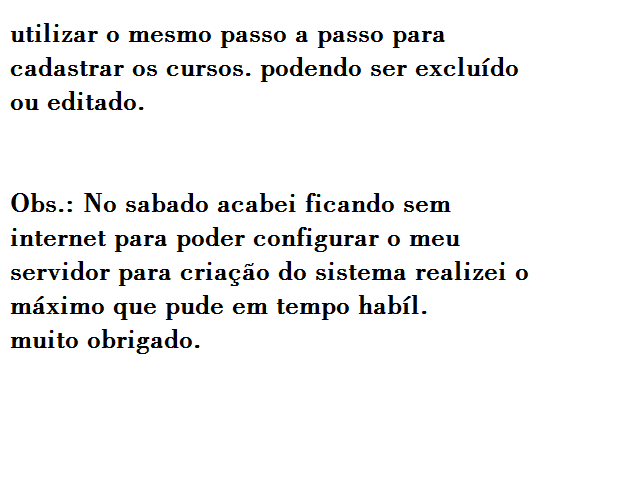 utilizar o mesmo passo a passo para
cadastrar os cursos. podendo ser excluído
ou editado.
Obs.: No sabado acabei ficando sem
internet para poder configurar o meu
servidor para criação do sistema realizei o
máximo que pude em tempo habíl.
muito obrigado.